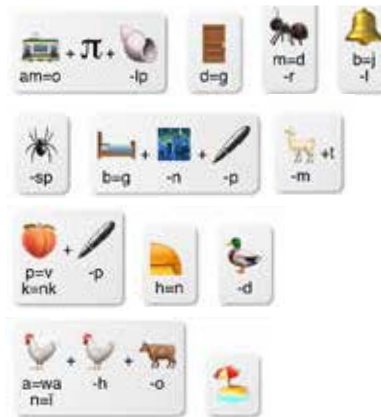 + π +
am=o -lp d=g m=d b=j
-r -l
+ + +t
-sp b=g -n -p -m
+
p=v -p h=n -d
k=nk
+ +
a=wa -h -o
n=ï